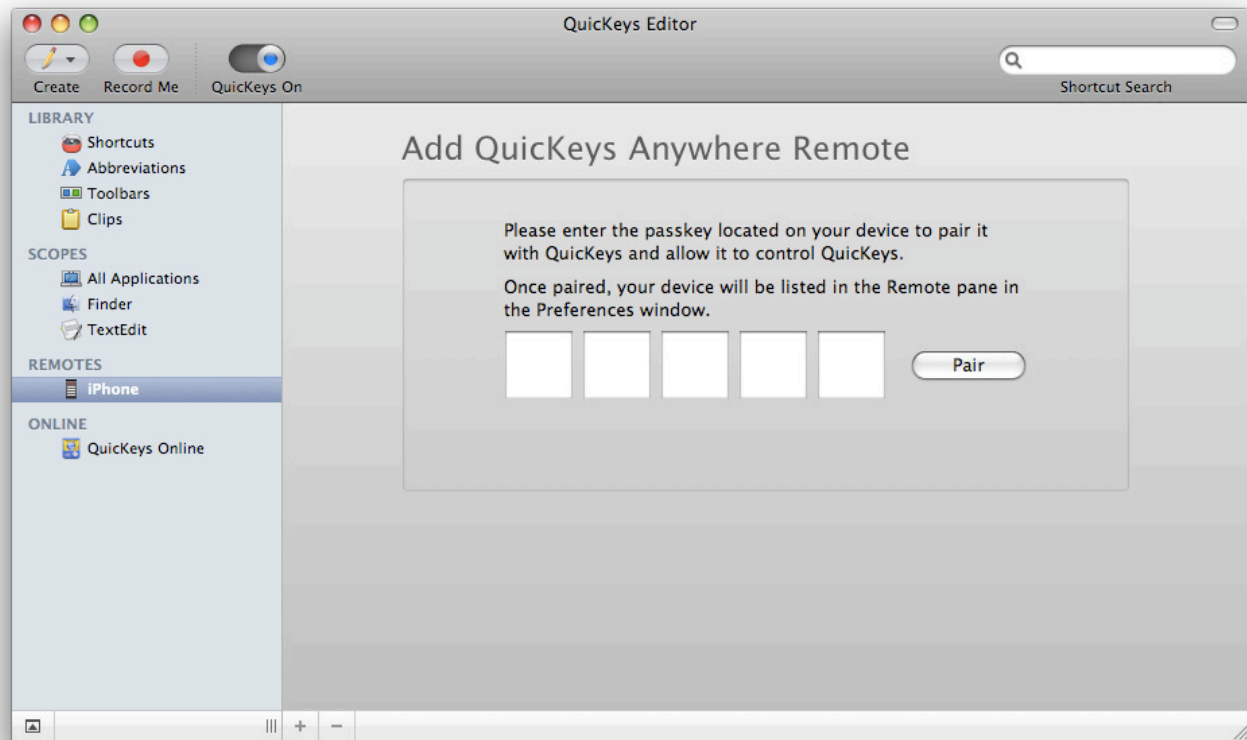 QuicKeys Editor
Create
Record Me
QuicKeys On
Shortcut Search
LIBRARY
Shortcuts
Abbreviations
Toolbars
Clips
SCOPES
All Applications
Finder
TextEdit
REMOTES
iPhone
ONLINE
QuicKeys Online
Add QuicKeys Anywhere Remote
Please enter the passkey located on your device to pair it
with QuicKeys and allow it to control QuicKeys.
Once paired, your device will be listed in the Remote pane in
the Preferences window.
Pair